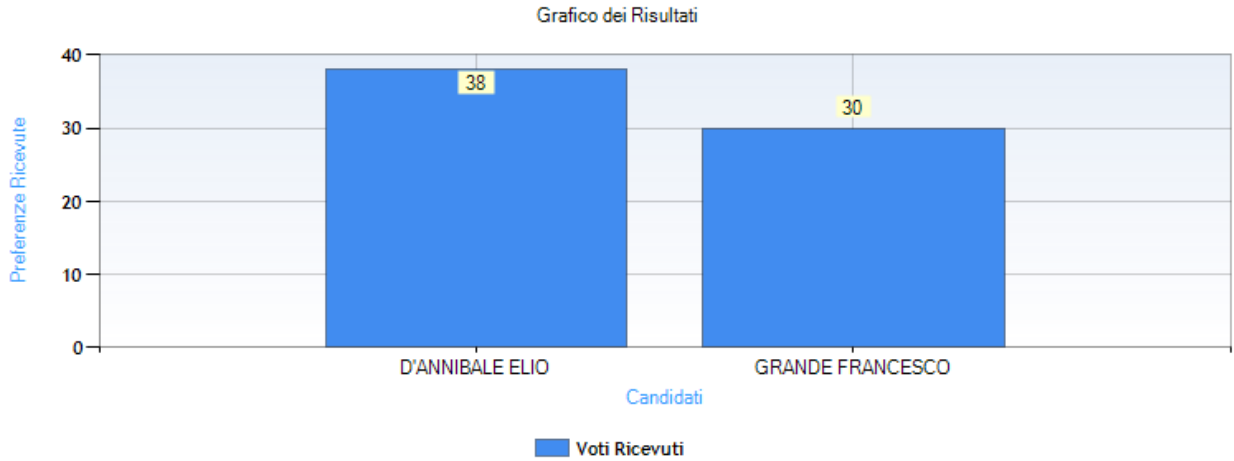 Grafico dei Risultati
Preferenze Ricevute
40
30
20
10
0
38
30
D'ANNIBALE ELIO
GRANDE FRANCESCO
Candidati
Voti Ricevuti